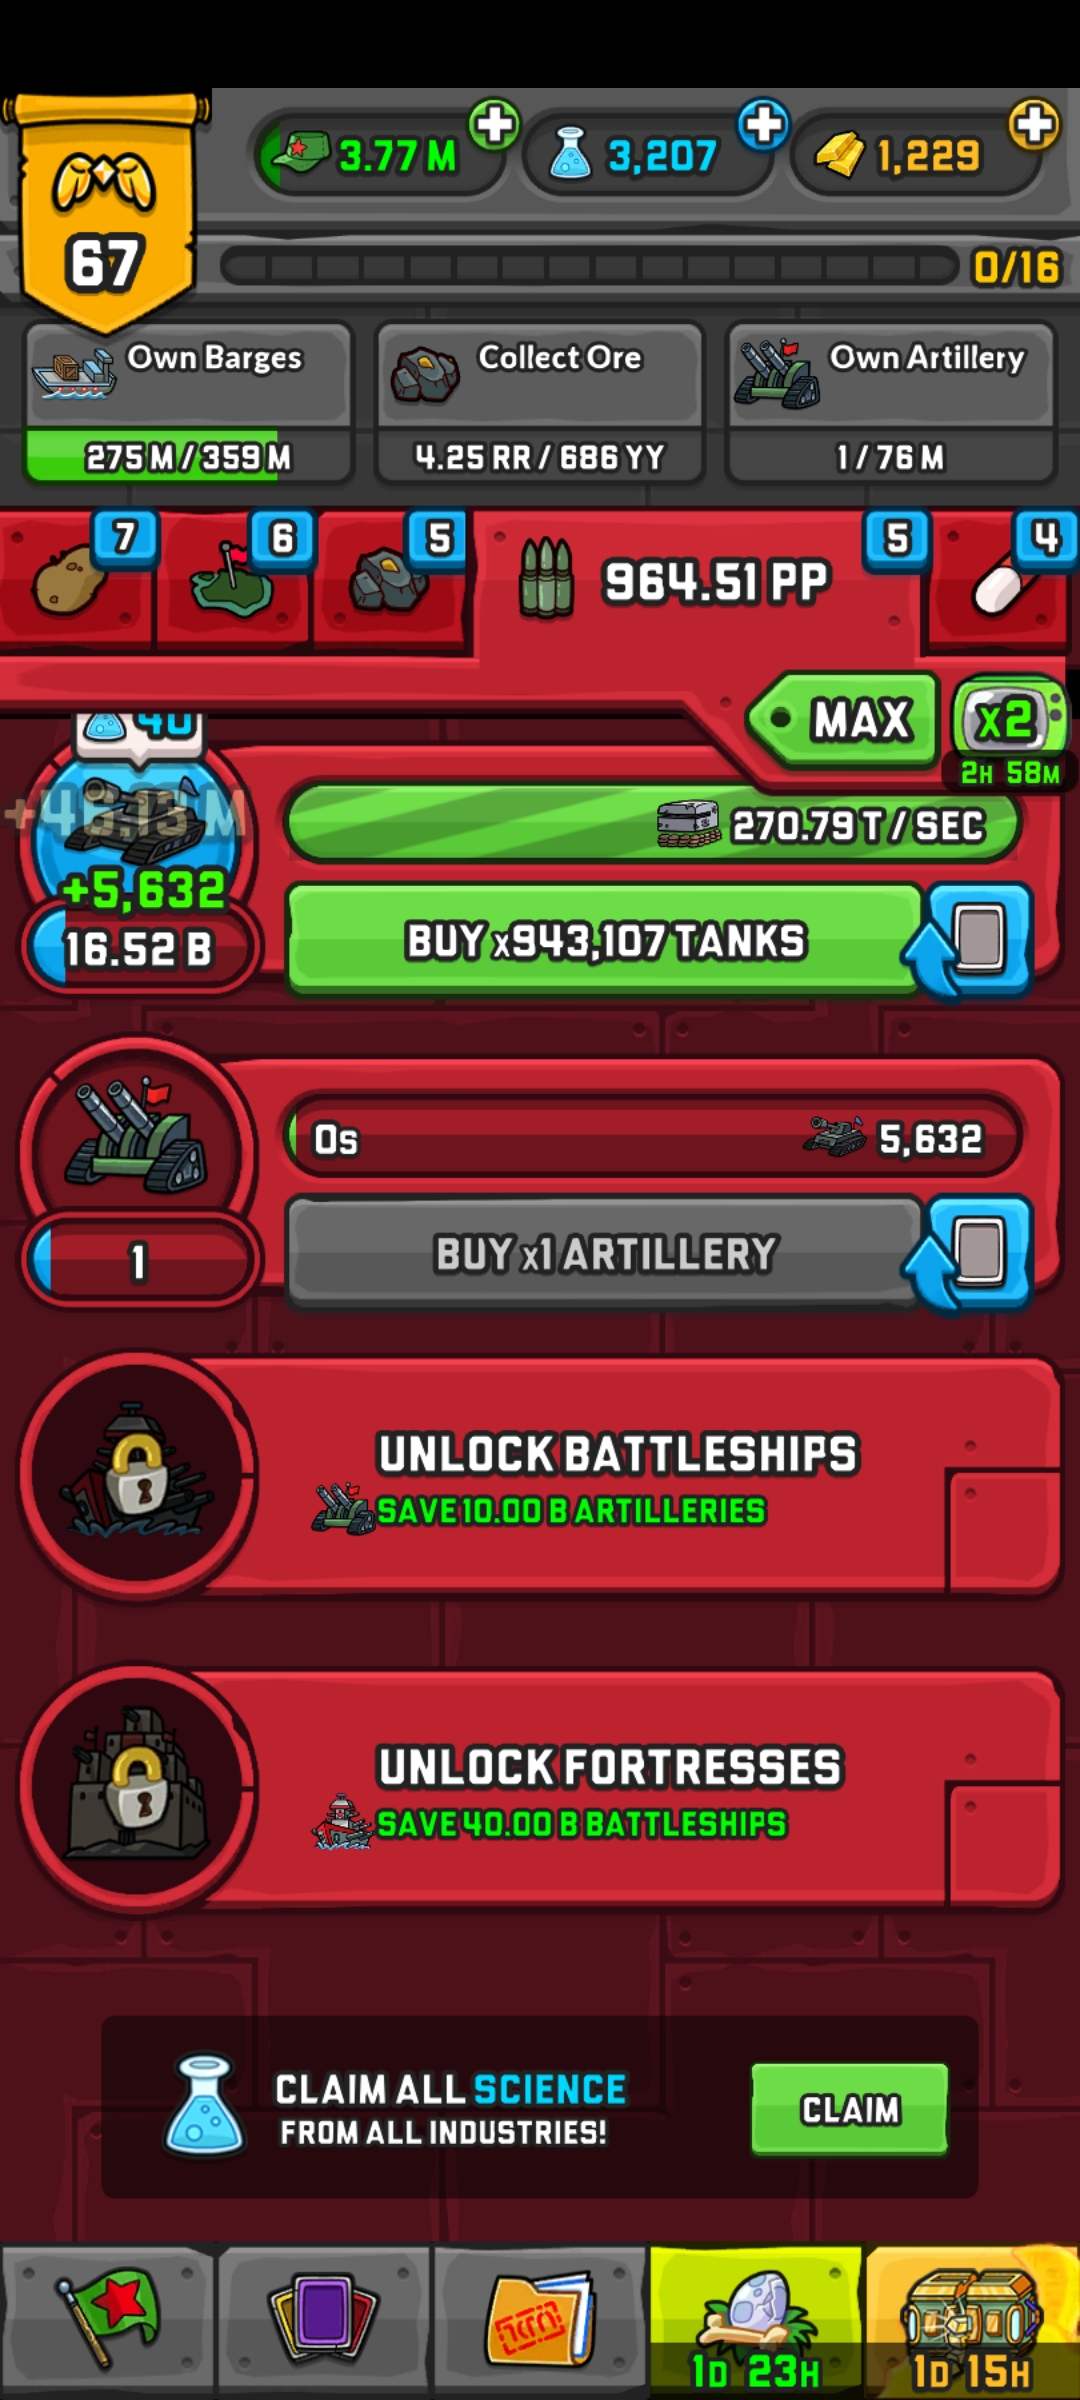 67
3.77 M
3,207
1,229
0/16
Own Barges
275 M / 359 M
Collect Ore
4.25 RR / 686 YY
Own Artillery
1 / 76 M
7
6
5
964.51 PP
5
4
MAX
x2
2H 58M
40
+46.13 M
+5,632
16.52 B
270.79 T / SEC
BUY x943,107 TANKS
0s
5,632
1
BUY x1 ARTILLERY
UNLOCK BATTLESHIPS
SAVE 10.00 B ARTILLERIES
UNLOCK FORTRESSES
SAVE 40.00 B BATTLESHIPS
CLAIM ALL SCIENCE
FROM ALL INDUSTRIES!
CLAIM
1D 23H
1D 15H